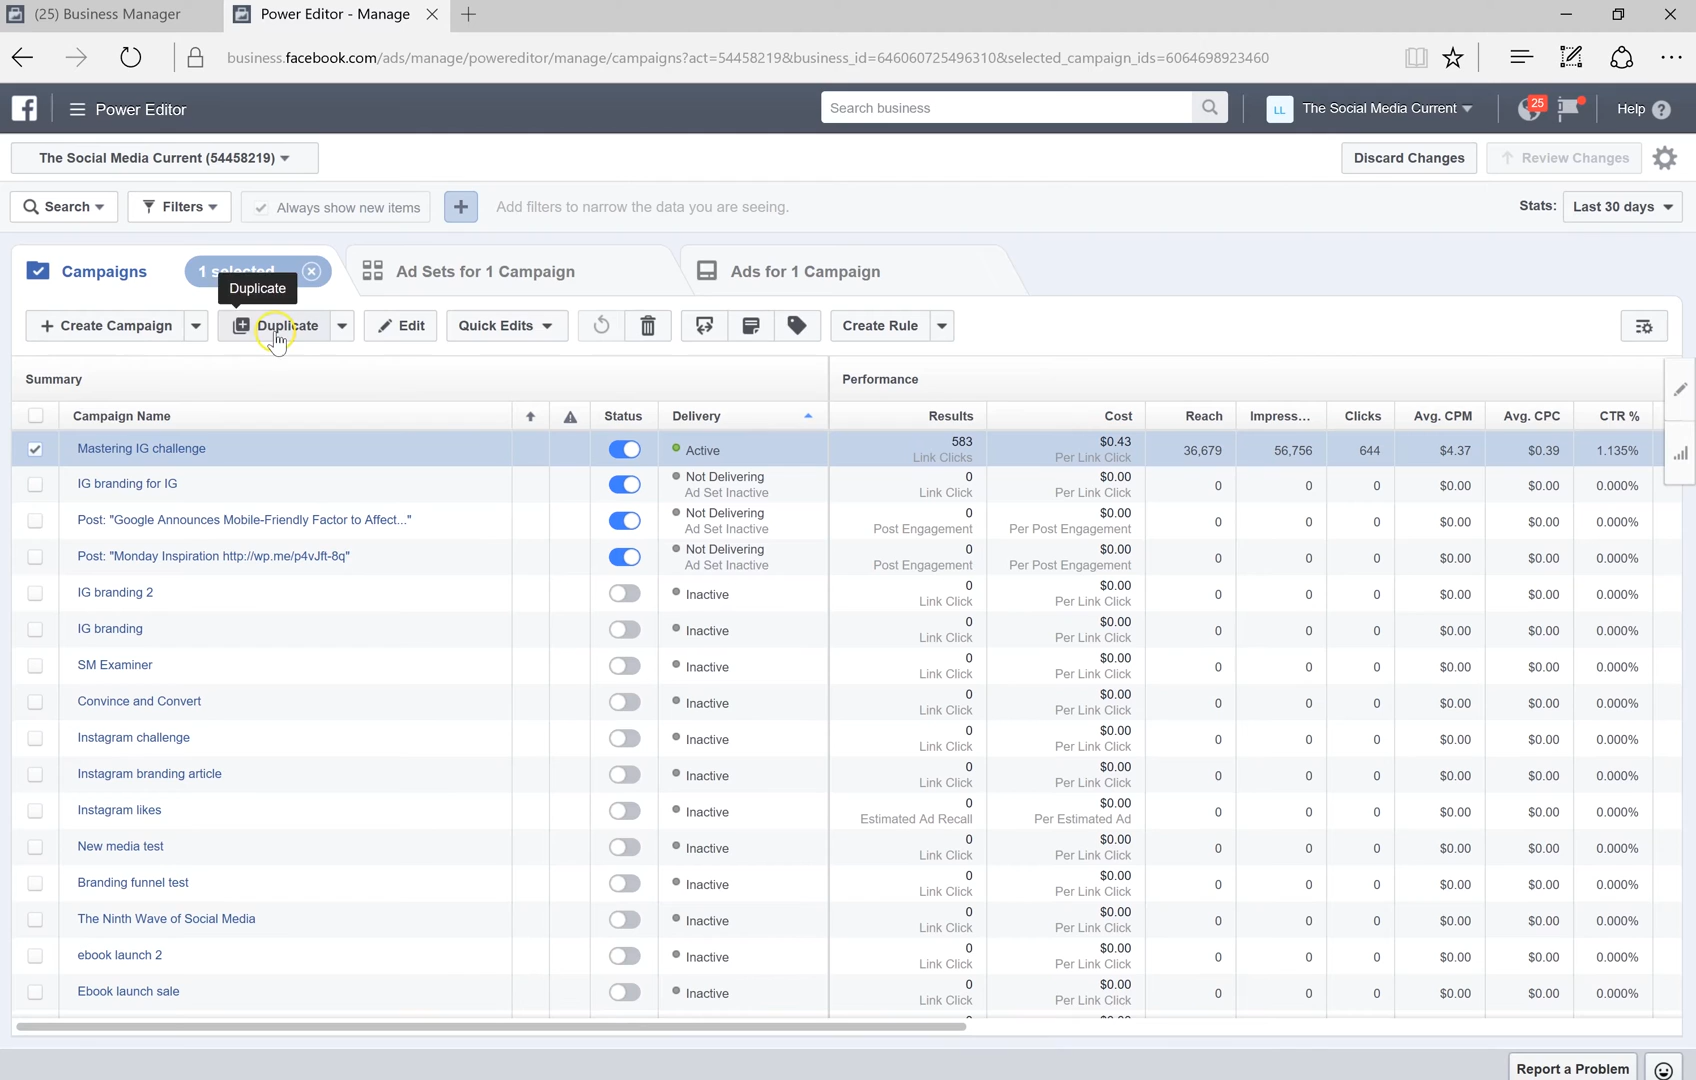 (25) Business Manager
Power Editor - Manage
business.facebook.com/ads/manage/powereditor/manage/campaigns?act=54458219&business_id=646060725496310&selected_campaign_ids=6064698923460
Power Editor
Search business
LL
The Social Media Current
25
Help
The Social Media Current (54458219)
Discard Changes
Review Changes
Search
Filters
Always show new items
Add filters to narrow the data you are seeing.
Stats:
Last 30 days
Campaigns
1 selected
Ad Sets for 1 Campaign
Ads for 1 Campaign
Duplicate
Create Campaign
Duplicate
Edit
Quick Edits
Create Rule
Summary
Performance
Campaign Name Status Delivery Results Cost Reach Impress... Clicks Avg. CPM Avg. CPC CTR %
Mastering IG challenge Active 583 $0.43 36,679 56,756 644 $4.37 $0.39 1.135%
Link Clicks Per Link Click
IG branding for IG Not Delivering 0 $0.00 0 0 0 $0.00 $0.00 0.000%
Ad Set Inactive Link Click Per Link Click
Post: "Google Announces Mobile-Friendly Factor to Affect..." Not Delivering 0 $0.00 0 0 0 $0.00 $0.00 0.000%
Ad Set Inactive Post Engagement Per Post Engagement
Post: "Monday Inspiration http://wp.me/p4vJft-8q" Not Delivering 0 $0.00 0 0 0 $0.00 $0.00 0.000%
Ad Set Inactive Post Engagement Per Post Engagement
IG branding 2 Inactive 0 $0.00 0 0 0 $0.00 $0.00 0.000%
Link Click Per Link Click
IG branding Inactive 0 $0.00 0 0 0 $0.00 $0.00 0.000%
Link Click Per Link Click
SM Examiner Inactive 0 $0.00 0 0 0 $0.00 $0.00 0.000%
Link Click Per Link Click
Convince and Convert Inactive 0 $0.00 0 0 0 $0.00 $0.00 0.000%
Link Click Per Link Click
Instagram challenge Inactive 0 $0.00 0 0 0 $0.00 $0.00 0.000%
Link Click Per Link Click
Instagram branding article Inactive 0 $0.00 0 0 0 $0.00 $0.00 0.000%
Link Click Per Link Click
Instagram likes Inactive 0 $0.00 0 0 0 $0.00 $0.00 0.000%
Estimated Ad Recall Per Estimated Ad
New media test Inactive 0 $0.00 0 0 0 $0.00 $0.00 0.000%
Link Click Per Link Click
Branding funnel test Inactive 0 $0.00 0 0 0 $0.00 $0.00 0.000%
Link Click Per Link Click
The Ninth Wave of Social Media Inactive 0 $0.00 0 0 0 $0.00 $0.00 0.000%
Link Click Per Link Click
ebook launch 2 Inactive 0 $0.00 0 0 0 $0.00 $0.00 0.000%
Link Click Per Link Click
Ebook launch sale Inactive 0 $0.00 0 0 0 $0.00 $0.00 0.000%
Link Click Per Link Click
Report a Problem